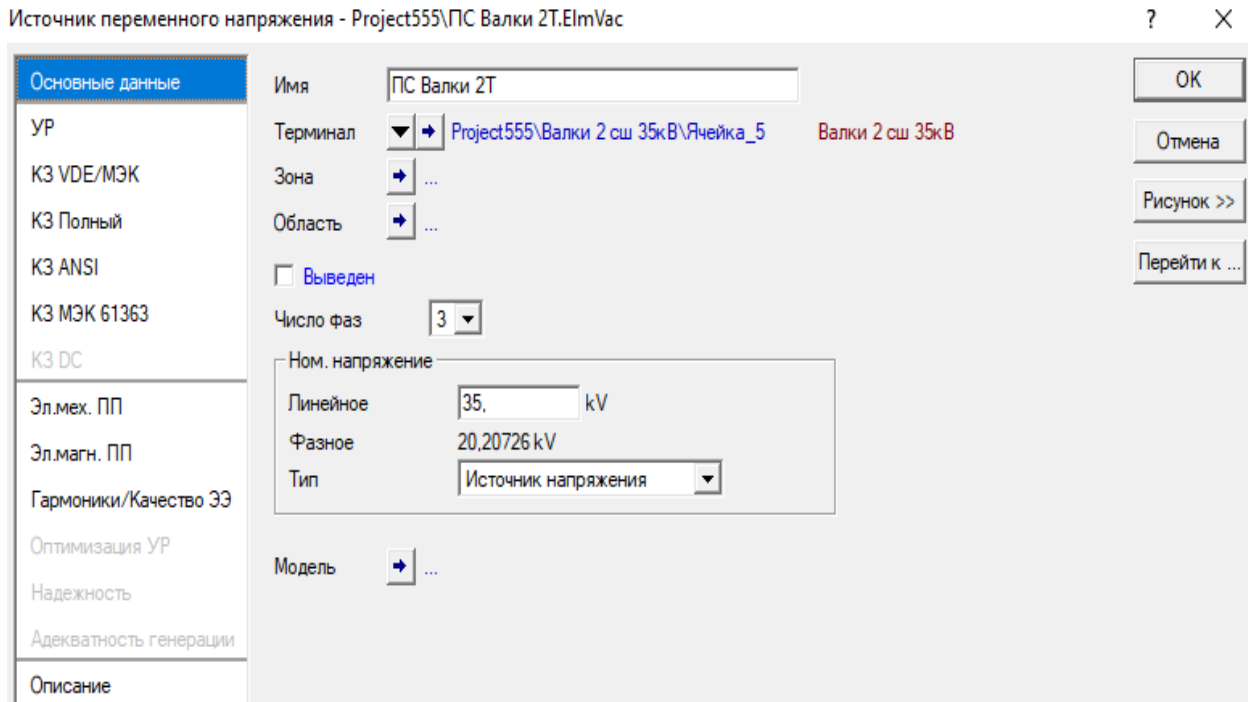 Источник переменного напряжения - Project555\ПС Валки 2Т.ElmVac ? X
Основные данные
УР
КЗ VDE/МЭК
КЗ Полный
КЗ ANSI
КЗ МЭК 61363
КЗ DC
Эл.мех. ПП
Эл.магн. ПП
Гармоники/Качество ЭЭ
Оптимизация УР
Надежность
Адекватность генерации
Описание
Имя ПС Валки 2Т
Терминал Project555\Валки 2 сш 35кВ\Ячейка_5 Валки 2 сш 35кВ
Зона ...
Область ...
Выведен
Число фаз 3
Ном. напряжение
Линейное 35, kV
Фазное 20,20726 kV
Тип Источник напряжения
Модель ...
OK
Отмена
Рисунок >>
Перейти к ...